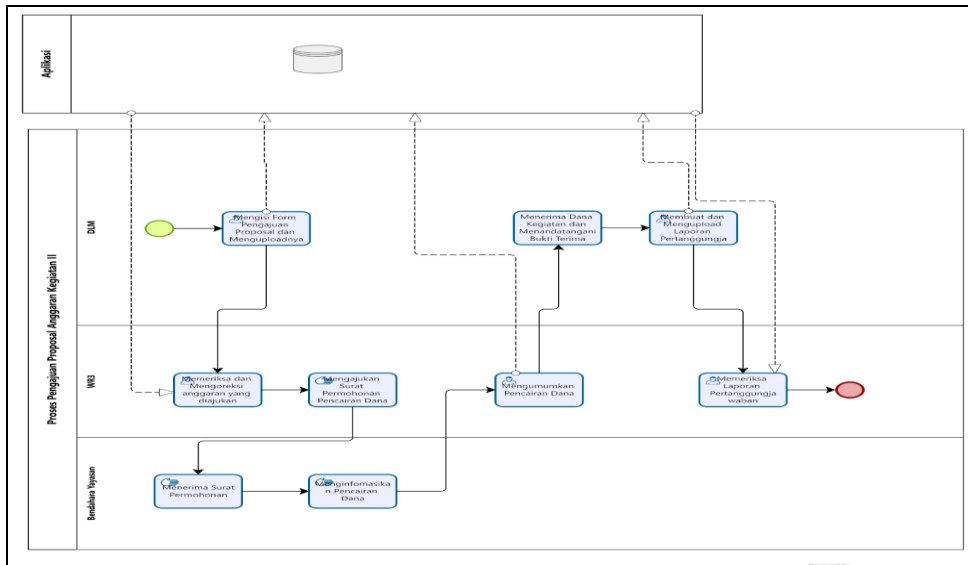 Aplikasi
Proses Pengajuan Proposal Anggaran Kegiatan II
DLM
Mengisi Form
Pengajuan
Proposal dan
Menguploadnya
Menerima Dana
Kegiatan dan
Menandatangani
Bukti Terima
Membuat dan
Mengupload
Laporan
Pertanggungja
WR3
Memeriksa dan
Mengoreksi
anggaran yang
diajukan
Mengajukan
Surat
Permohonan
Pencairan Dana
Mengumumkan
Pencairan Dana
Memeriksa
Laporan
Pertanggungja
waban
Bendahara Yayasan
Menerima Surat
Permohonan
Menginfomasika
n Pencairan
Dana